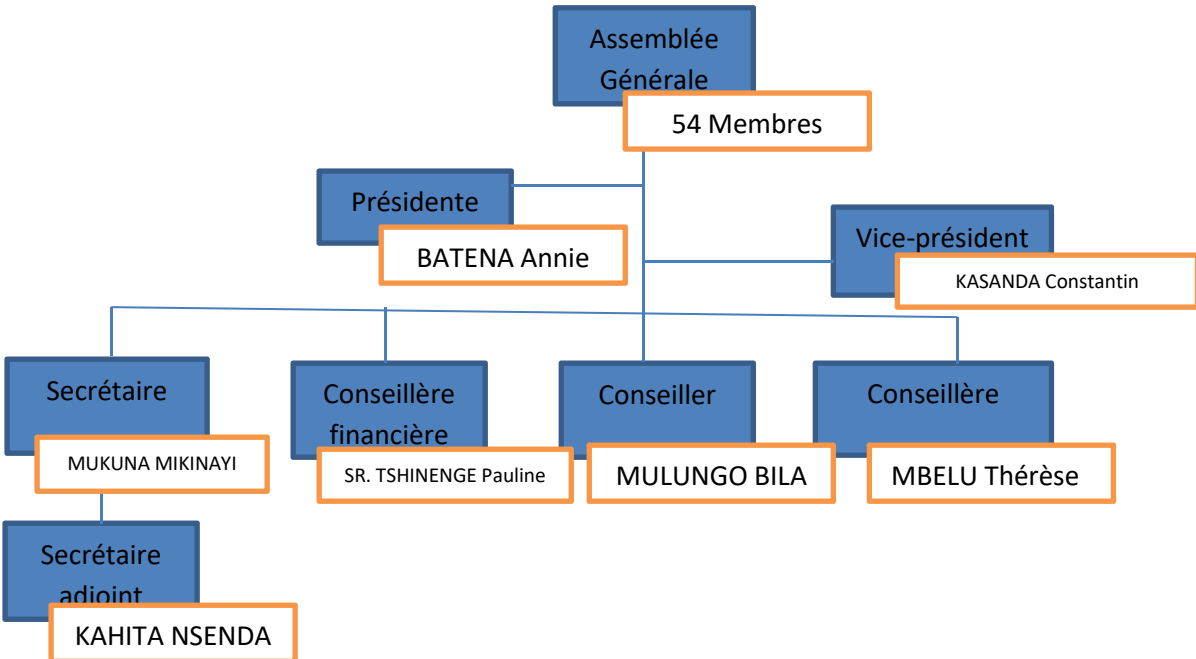 Assemblée
Générale
54 Membres
Présidente
BATENA Annie
Vice-président
KASANDA Constantin
Secrétaire
MUKUNA MIKINAYI
Conseillère
financière
SR. TSHINENGE Pauline
Conseiller
MULUNGO BILA
Conseillère
MBELU Thérèse
Secrétaire
adjoint
KAHITA NSENDA